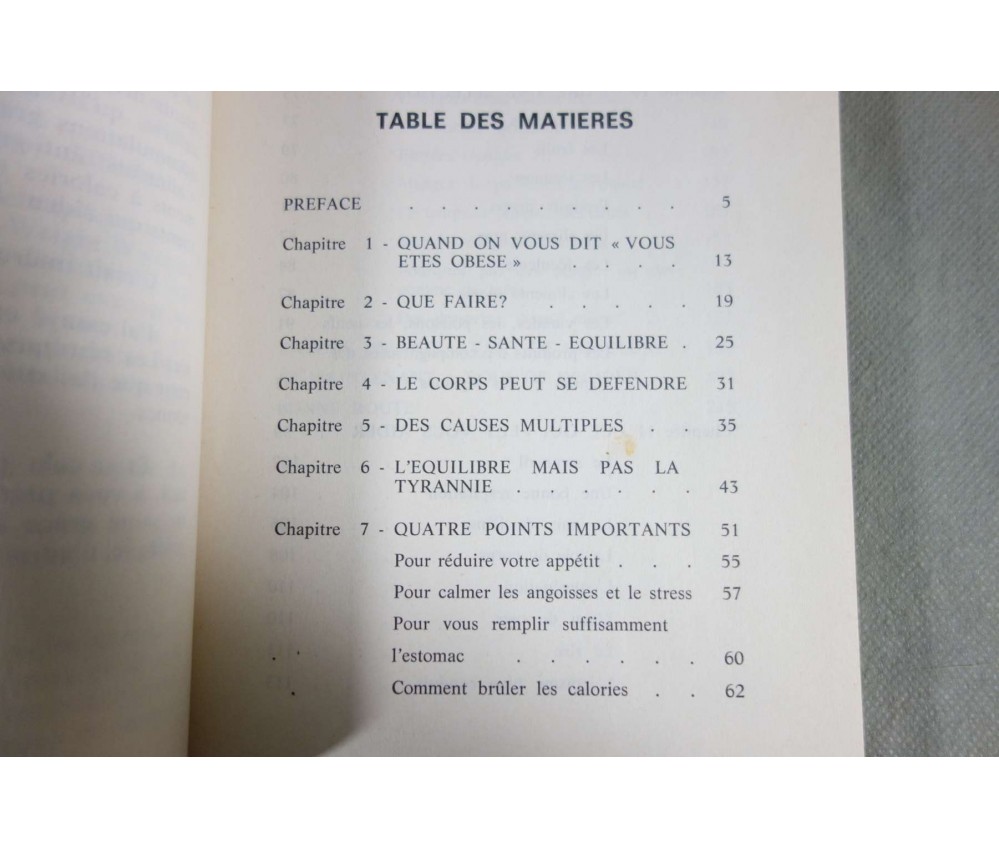 TABLE DES MATIERES
PREFACE . . . . . . . . . 5
Chapitre 1 - QUAND ON VOUS DIT « VOUS
ETES OBESE » . . . . 13
Chapitre 2 - QUE FAIRE? . . . . . 19
Chapitre 3 - BEAUTE - SANTE - EQUILIBRE . 25
Chapitre 4 - LE CORPS PEUT SE DEFENDRE 31
Chapitre 5 - DES CAUSES MULTIPLES . . 35
Chapitre 6 - L'EQUILIBRE MAIS PAS LA
TYRANNIE . . . . . 43
Chapitre 7 - QUATRE POINTS IMPORTANTS 51
Pour réduire votre appétit . . . 55
Pour calmer les angoisses et le stress 57
Pour vous remplir suffisamment
l'estomac . . . . . . 60
Comment brûler les calories . . 62